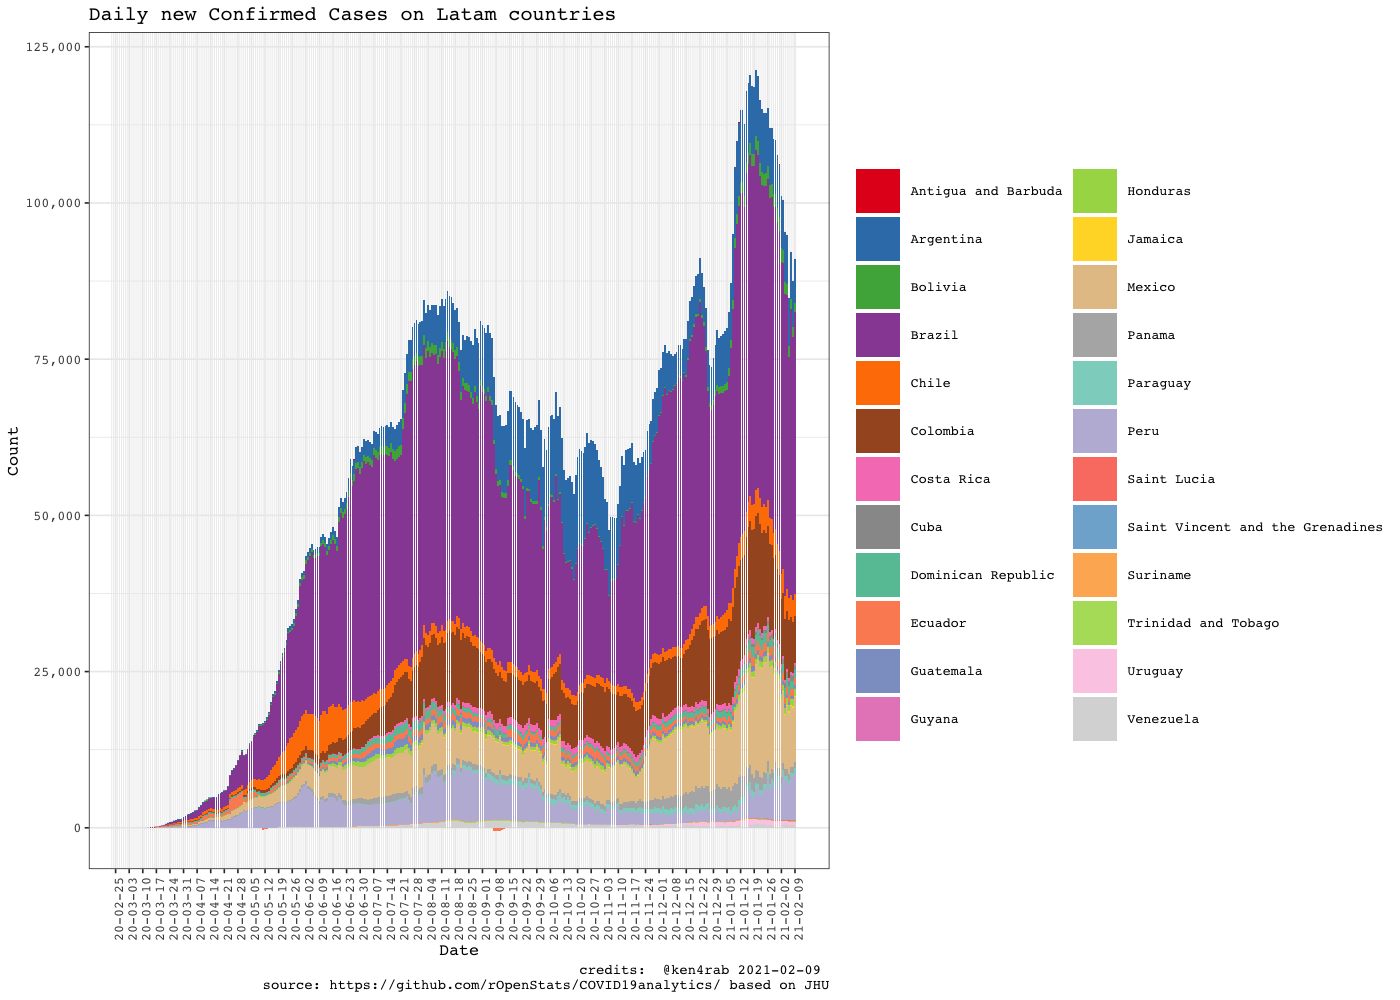 Daily new Confirmed Cases on Latam countries
125,000
100,000
75,000
50,000
25,000
0
Count
20-02-25
20-03-03
20-03-10
20-03-17
20-03-24
20-03-31
20-04-07
20-04-14
20-04-21
20-04-28
20-05-05
20-05-12
20-05-19
20-05-26
20-06-02
20-06-09
20-06-16
20-06-23
20-06-30
20-07-07
20-07-14
20-07-21
20-07-28
20-08-04
20-08-11
20-08-18
20-08-25
20-09-01
20-09-08
20-09-15
20-09-22
20-09-29
20-10-06
20-10-13
20-10-20
20-10-27
20-11-03
20-11-10
20-11-17
20-11-24
20-12-01
20-12-08
20-12-15
20-12-22
20-12-29
21-01-05
21-01-12
21-01-19
21-01-26
21-02-02
21-02-09
Date
Antigua and Barbuda
Argentina
Bolivia
Brazil
Chile
Colombia
Costa Rica
Cuba
Dominican Republic
Ecuador
Guatemala
Guyana
Honduras
Jamaica
Mexico
Panama
Paraguay
Peru
Saint Lucia
Saint Vincent and the Grenadines
Suriname
Trinidad and Tobago
Uruguay
Venezuela
credits: @ken4rab 2021-02-09
source: https://github.com/rOpenStats/COVID19analytics/ based on JHU